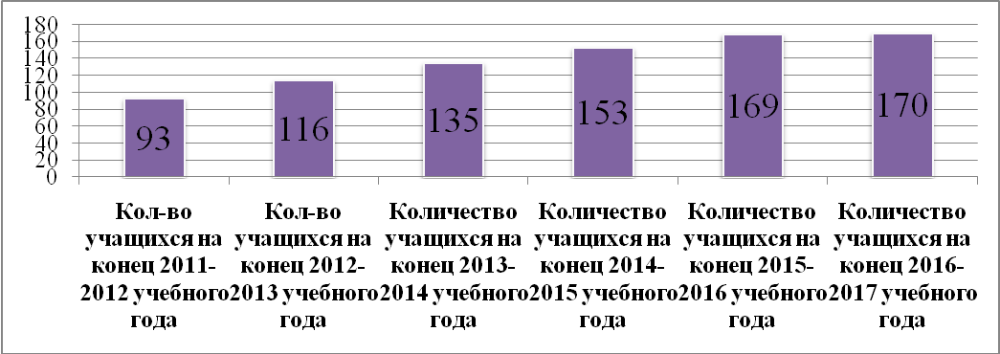 180
160
140
120
100
80
60
40
20
0
93
116
135
153
169
170
Кол-во
учащихся на
конец 2011-
2012 учебного
года
Кол-во
учащихся на
конец 2012-
2013 учебного
года
Количество
учащихся на
конец 2013-
2014 учебного
года
Количество
учащихся на
конец 2014-
2015 учебного
года
Количество
учащихся на
конец 2015-
2016 учебного
года
Количество
учащихся на
конец 2016-
2017 учебного
года